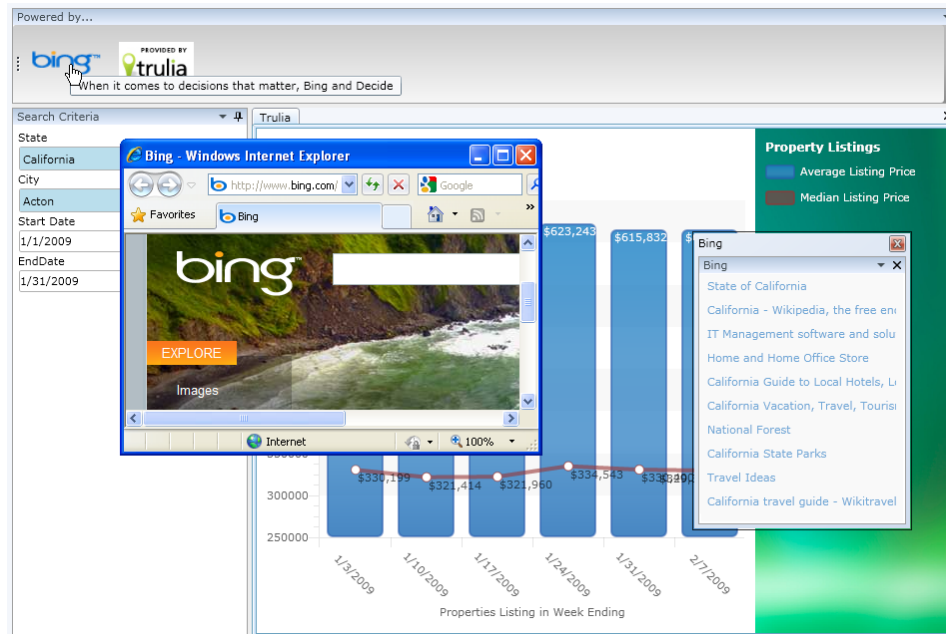 Powered by...
bing™
PROVIDED BY
trulia
When it comes to decisions that matter, Bing and Decide
Search Criteria
State
California
City
Acton
Start Date
1/1/2009
EndDate
1/31/2009
Trulia
Bing - Windows Internet Explorer
http://www.bing.com/
Google
Favorites
Bing
bing™
EXPLORE
Images
Internet
100%
$623,243
$615,832
$330,199
$321,414
$321,960
$334,543
300000
250000
1/3/2009
1/10/2009
1/17/2009
1/24/2009
1/31/2009
2/7/2009
Properties Listing in Week Ending
Property Listings
Average Listing Price
Median Listing Price
Bing
Bing
State of California
California - Wikipedia, the free
IT Management software and
Home and Home Office Store
California Guide to Local Hotels,
California Vacation, Travel,
National Forest
California State Parks
Travel Ideas
California travel guide - Wikitravel